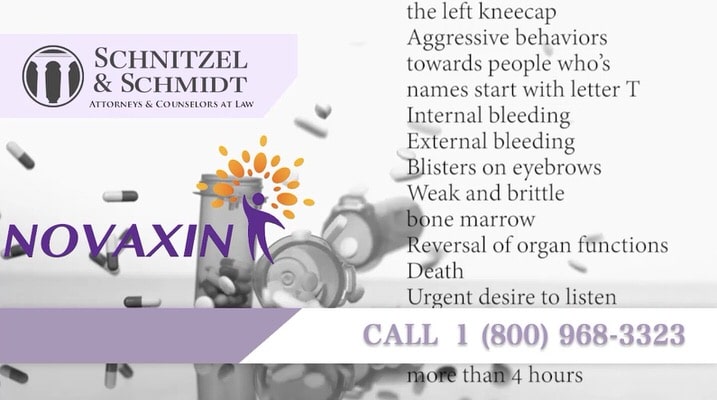 SCHNITZEL
& SCHMIDT
ATTORNEYS & COUNSELORS AT LAW
NOVAXIN
the left kneecap
Aggressive behaviors
towards people who's
names start with letter T
Internal bleeding
External bleeding
Blisters on eyebrows
Weak and brittle
bone marrow
Reversal of organ functions
Death
Urgent desire to listen
CALL 1 (800) 968-3323
more than 4 hours